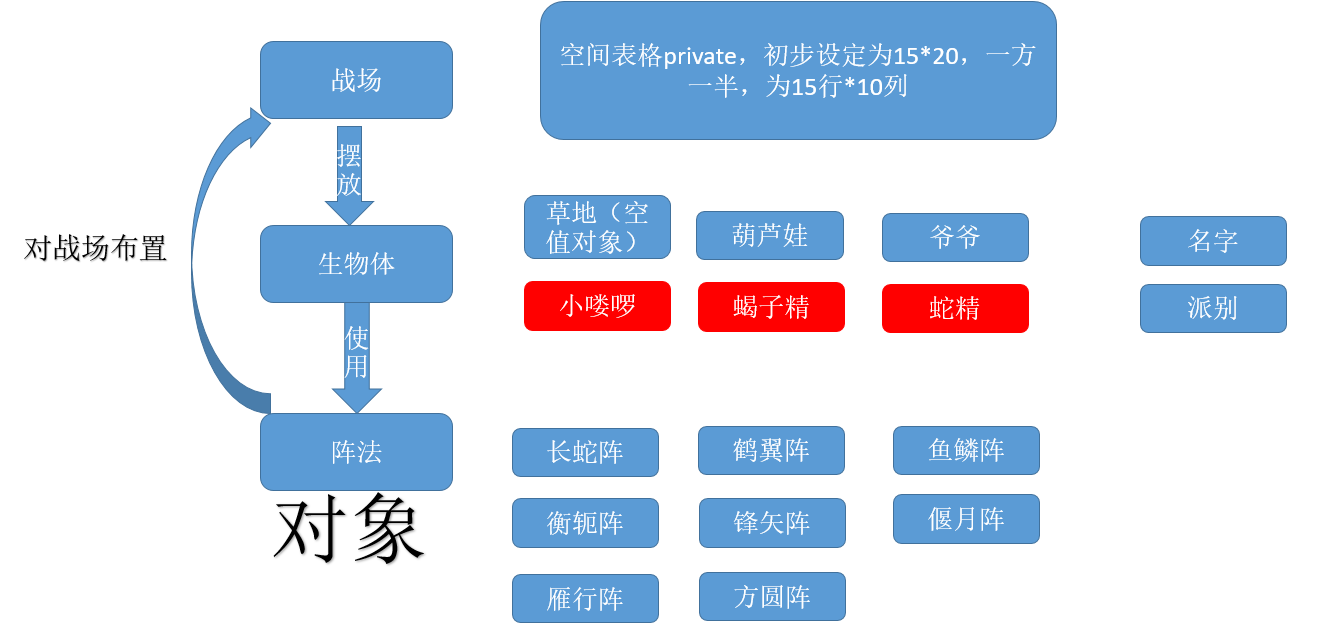 战场
空间表格private，初步设定为15*20，一方
一半，为15行*10列
摆
放
草地（空
值对象）
葫芦娃
爷爷
名字
对战场布置
生物体
小喽啰
蝎子精
蛇精
派别
使
用
阵法
长蛇阵
鹤翼阵
鱼鳞阵
对象
衡轭阵
锋矢阵
偃月阵
雁行阵
方圆阵